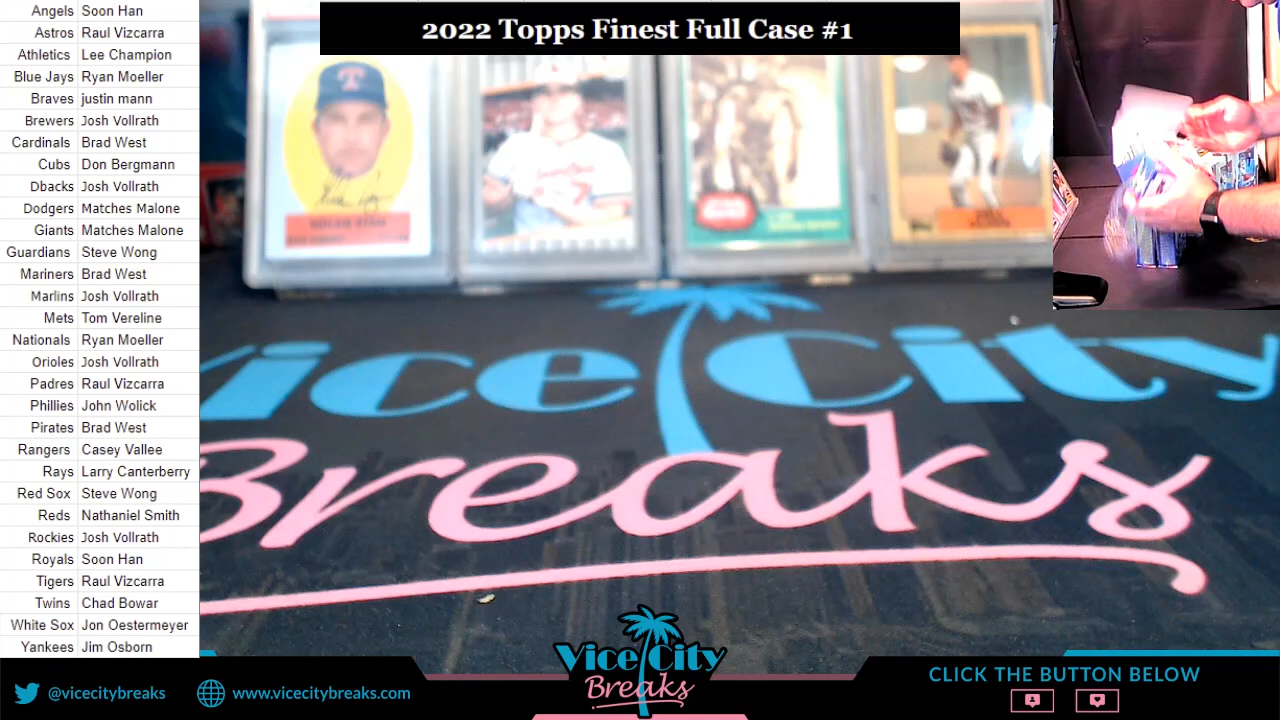 2022 Topps Finest Full Case #1
Angels Soon Han
Astros Raul Vizcarra
Athletics Lee Champion
Blue Jays Ryan Moeller
Braves justin mann
Brewers Josh Vollrath
Cardinals Brad West
Cubs Don Bergmann
Dbacks Josh Vollrath
Dodgers Matches Malone
Giants Matches Malone
Guardians Steve Wong
Mariners Brad West
Marlins Josh Vollrath
Mets Tom Vereline
Nationals Ryan Moeller
Orioles Josh Vollrath
Padres Raul Vizcarra
Phillies John Wolick
Pirates Brad West
Rangers Casey Vallee
Rays Larry Canterberry
Red Sox Steve Wong
Reds Nathaniel Smith
Rockies Josh Vollrath
Royals Soon Han
Tigers Raul Vizcarra
Twins Chad Bowar
White Sox Jon Oestermeyer
Yankees Jim Osborn
T
Vice City
Breaks
Vice City
Breaks
@vicecitybreaks
www.vicecitybreaks.com
CLICK THE BUTTON BELOW